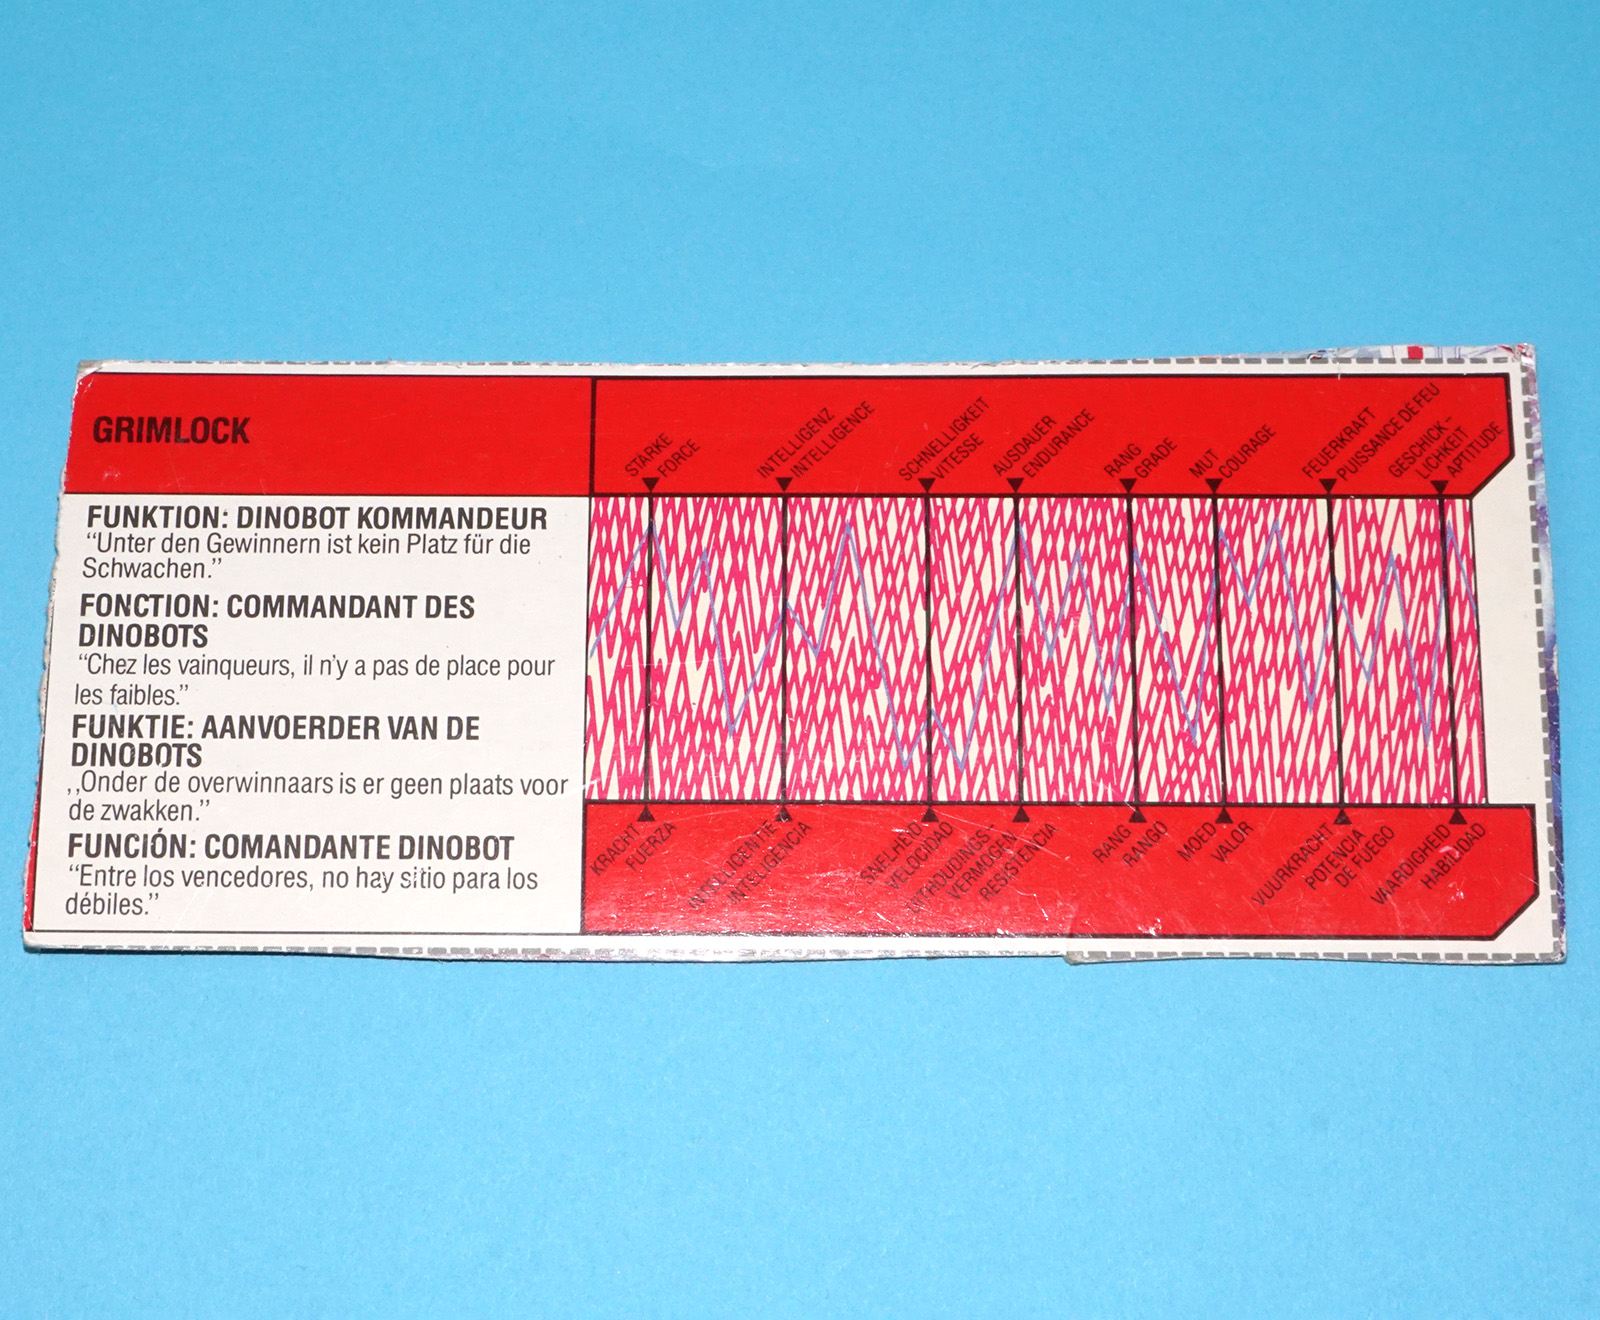 GRIMLOCK
STARKE
FORCE
INTELLIGENZ
INTELLIGENCE
SCHNELLIGKEIT
VITESSE
AUSDAUER
ENDURANCE
RANG
GRADE
MUT
COURAGE
FEUERKRAFT
PUISSANCE DE FEU
GESCHICK-
LICHKEIT
APTITUDE
FUNKTION: DINOBOT KOMMANDEUR
“Unter den Gewinnern ist kein Platz für die
Schwachen.”
FONCTION: COMMANDANT DES
DINOBOTS
“Chez les vainqueurs, il n’y a pas de place pour
les faibles.”
FUNKTIE: AANVOERDER VAN DE
DINOBOTS
,,Onder de overwinnaars is er geen plaats voor
de zwakken.”
FUNCIÓN: COMANDANTE DINOBOT
“Entre los vencedores, no hay sitio para los
débiles.”
KRACHT
FUERZA
INTELLIGENTIE
INTELIGENCIA
SNELHEID
VELOCIDAD
UITHOUDINGS-
VERMOGEN
RESISTENCIA
RANG
RANGO
MOED
VALOR
VUURKRACHT
POTENCIA
DE FUEGO
VAARDIGHEID
HABILIDAD